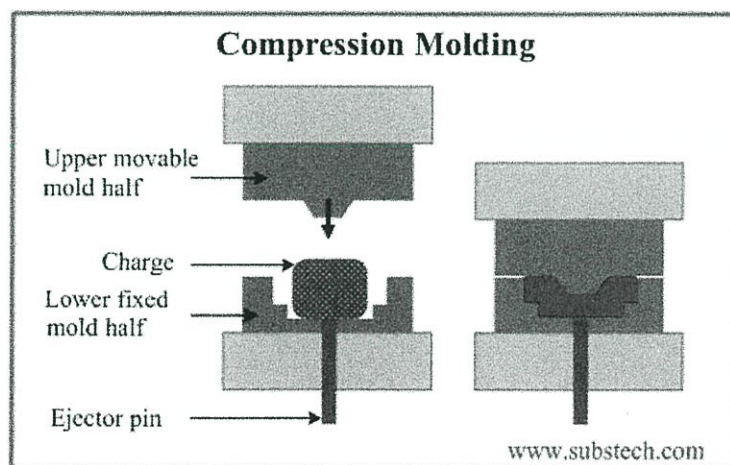 Compression Molding
Upper movable
mold half
Charge
Lower fixed
mold half
Ejector pin
www.substech.com